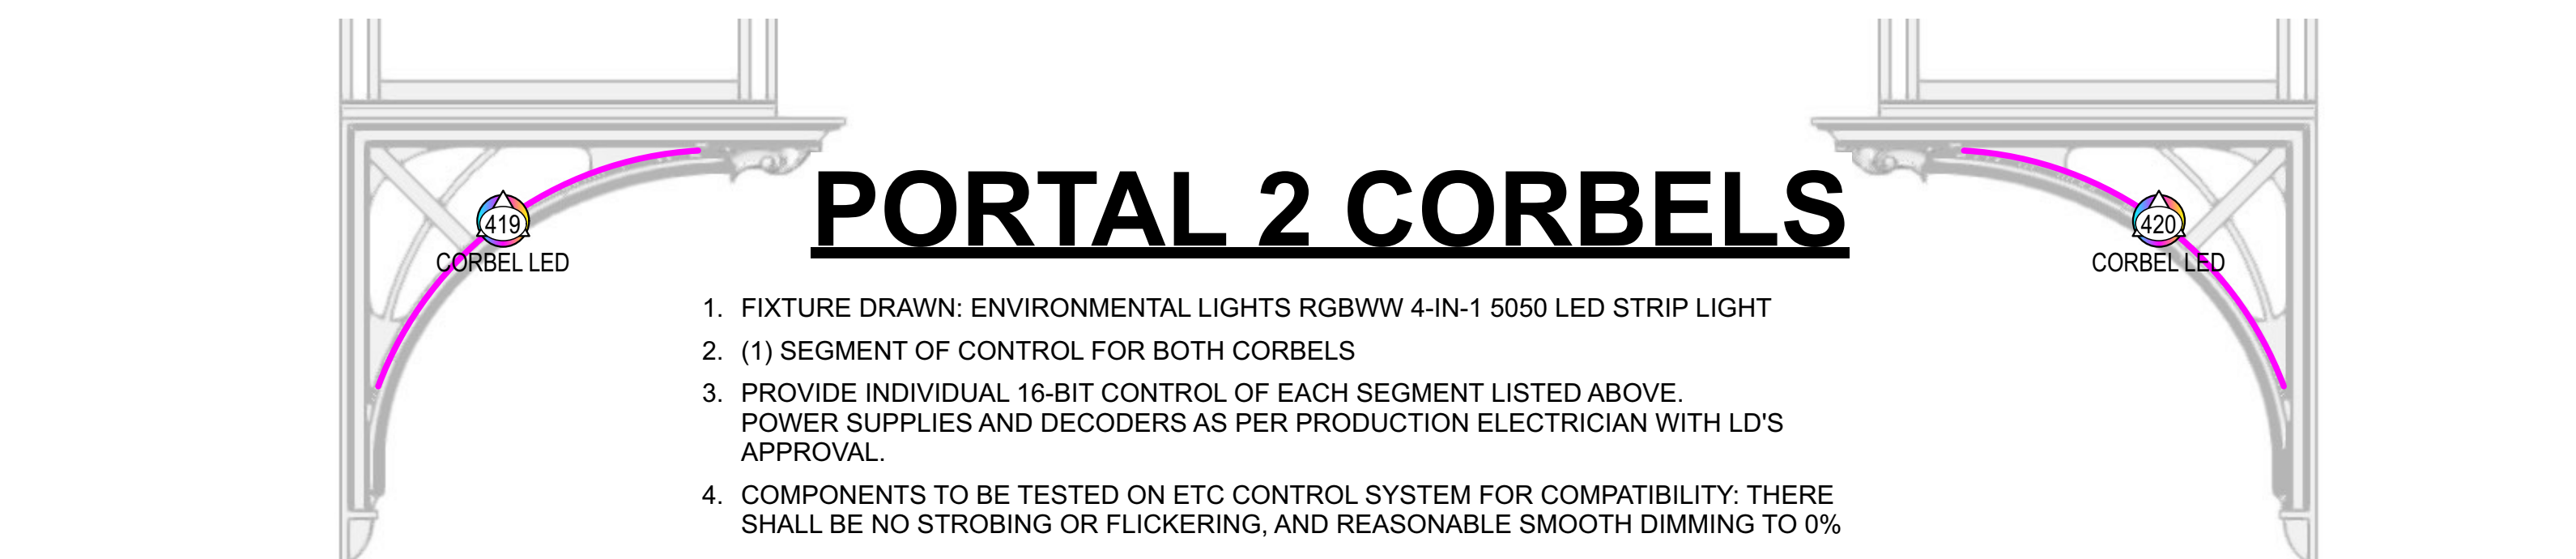 PORTAL 2 CORBELS
419
CORBEL LED
420
CORBEL LED
1. FIXTURE DRAWN: ENVIRONMENTAL LIGHTS RGBWW 4-IN-1 5050 LED STRIP LIGHT
2. (1) SEGMENT OF CONTROL FOR BOTH CORBELS
3. PROVIDE INDIVIDUAL 16-BIT CONTROL OF EACH SEGMENT LISTED ABOVE.
POWER SUPPLIES AND DECODERS AS PER PRODUCTION ELECTRICIAN WITH LD'S
APPROVAL.
4. COMPONENTS TO BE TESTED ON ETC CONTROL SYSTEM FOR COMPATIBILITY: THERE
SHALL BE NO STROBING OR FLICKERING, AND REASONABLE SMOOTH DIMMING TO 0%